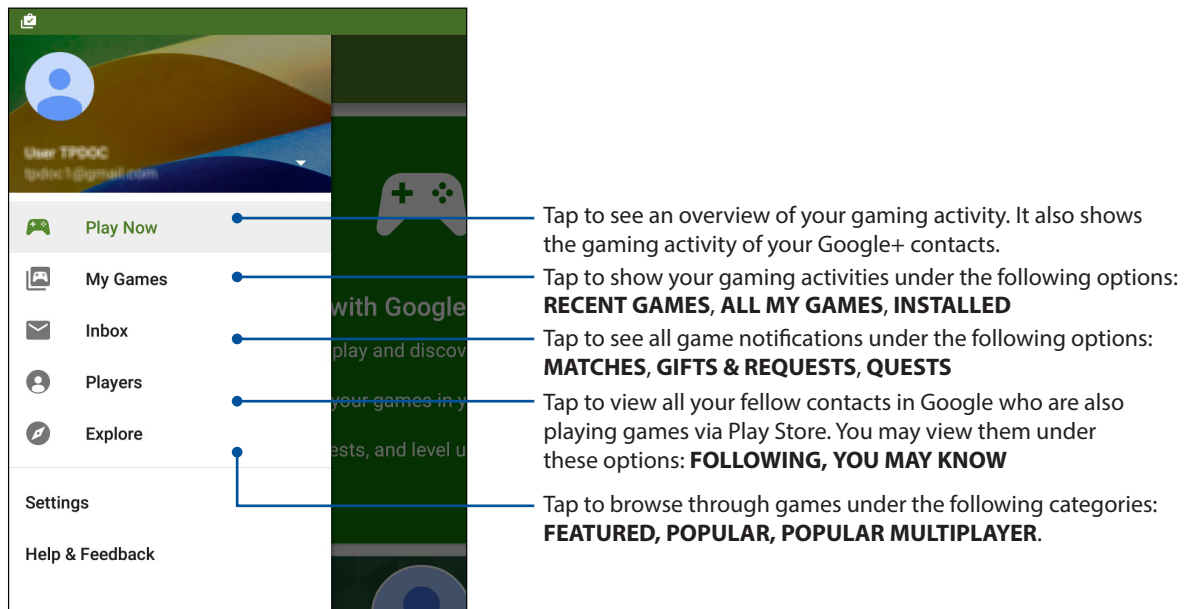 User TPDOC
tpdoc1@gmail.com
Play Now
My Games
Inbox
Players
Explore
Settings
Help & Feedback
with Google
play and discov
your games in y
ests, and level u
Tap to see an overview of your gaming activity. It also shows
the gaming activity of your Google+ contacts.
Tap to show your gaming activities under the following options:
RECENT GAMES, ALL MY GAMES, INSTALLED
Tap to see all game notifications under the following options:
MATCHES, GIFTS & REQUESTS, QUESTS
Tap to view all your fellow contacts in Google who are also
playing games via Play Store. You may view them under
these options: FOLLOWING, YOU MAY KNOW
Tap to browse through games under the following categories:
FEATURED, POPULAR, POPULAR MULTIPLAYER.